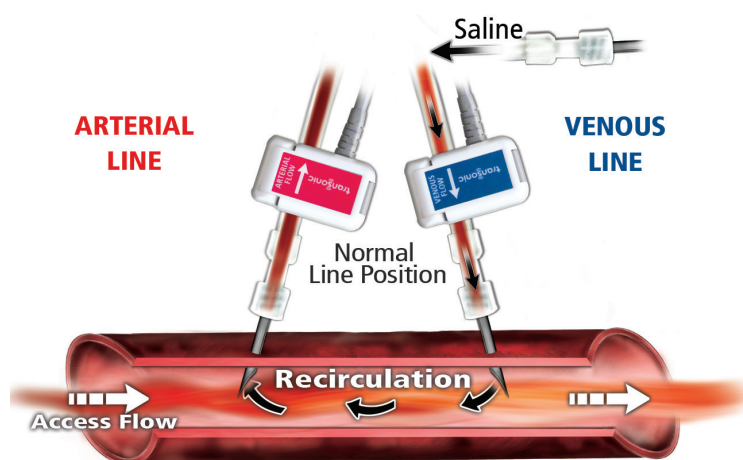 Saline
ARTERIAL
LINE
VENOUS
LINE
ARTERIAL
FLOW
transonic
VENOUS
FLOW
transonic
Normal
Line Position
Recirculation
Access Flow